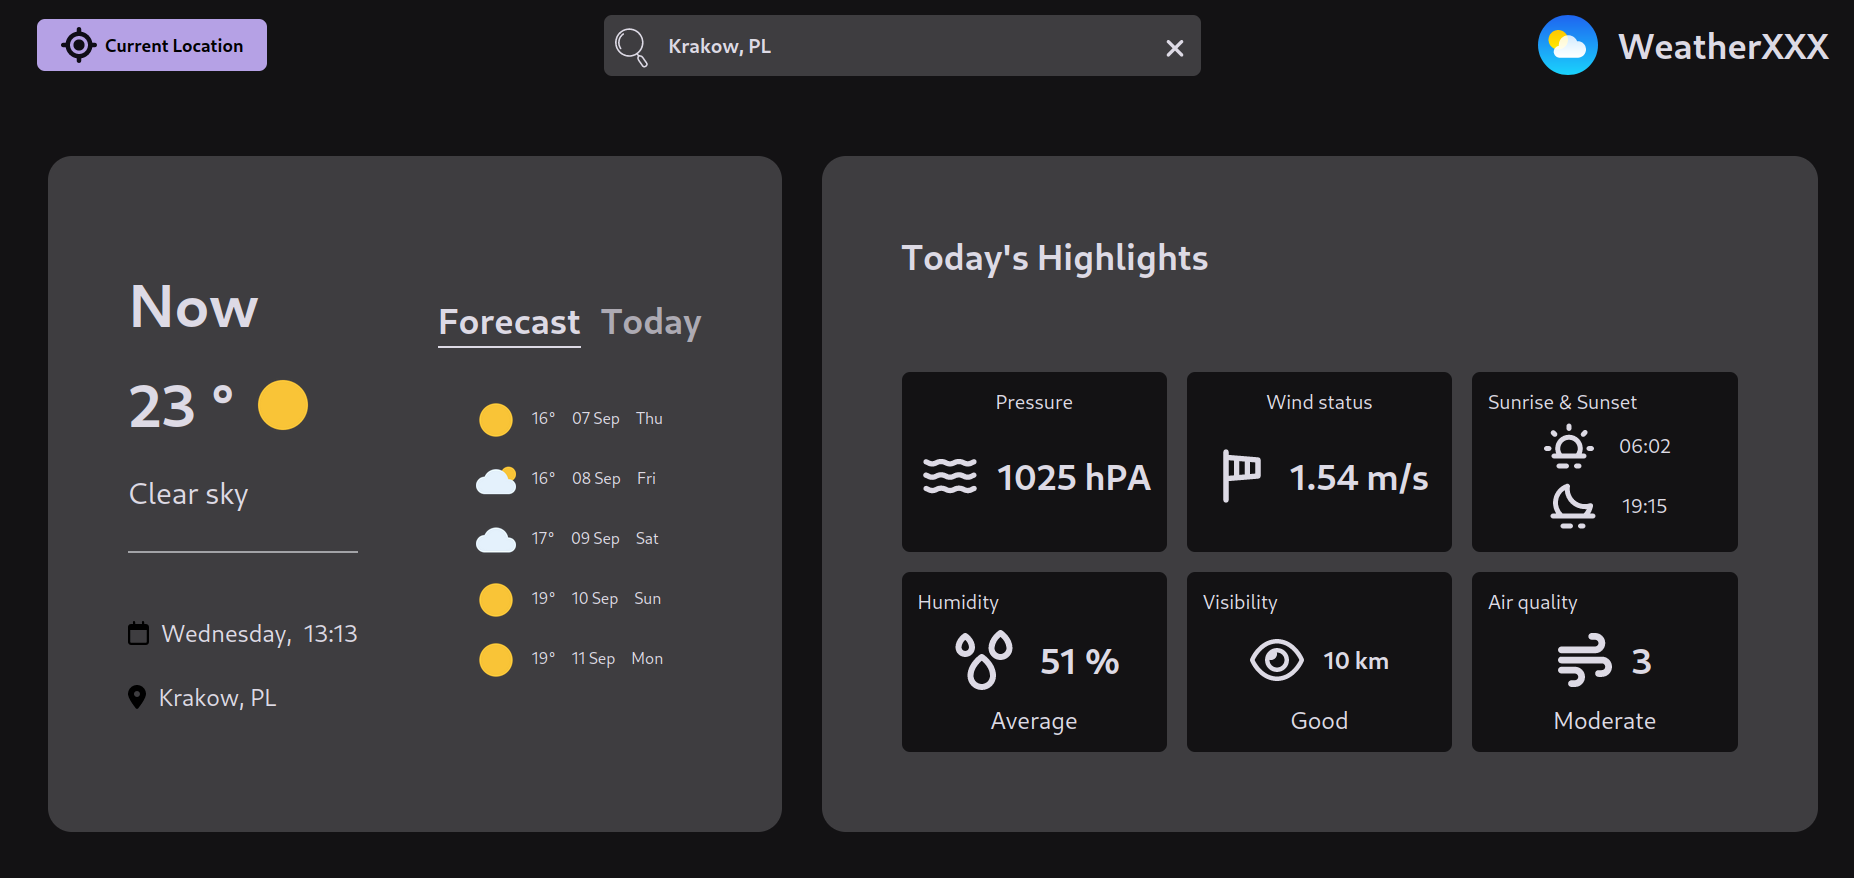 Current Location
Krakow, PL
WeatherXXX
Now
23 °
Clear sky
Wednesday, 13:13
Krakow, PL
Forecast Today
16° 07 Sep Thu
16° 08 Sep Fri
17° 09 Sep Sat
19° 10 Sep Sun
19° 11 Sep Mon
Today's Highlights
Pressure
1025 hPA
Wind status
1.54 m/s
Sunrise & Sunset
06:02
19:15
Humidity
51 %
Average
Visibility
10 km
Good
Air quality
3
Moderate